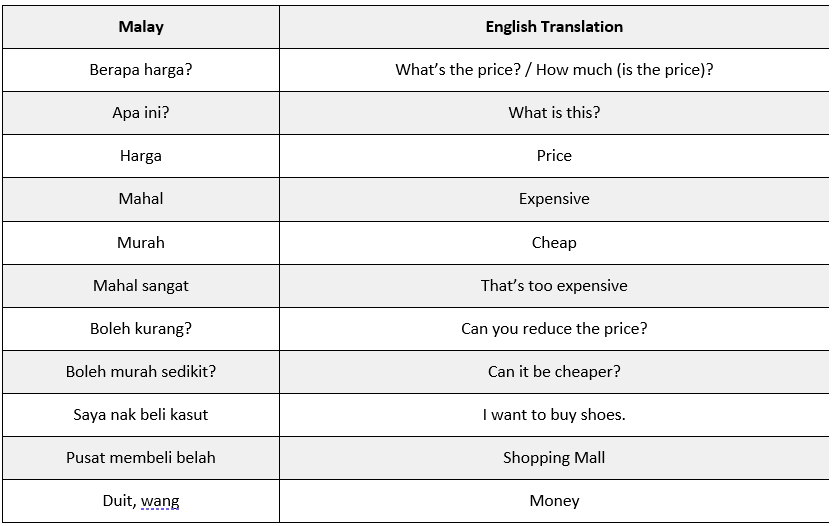 Malay English Translation
Berapa harga? What’s the price? / How much (is the price)?
Apa ini? What is this?
Harga Price
Mahal Expensive
Murah Cheap
Mahal sangat That’s too expensive
Boleh kurang? Can you reduce the price?
Boleh murah sedikit? Can it be cheaper?
Saya nak beli kasut I want to buy shoes.
Pusat membeli belah Shopping Mall
Duit, wang Money